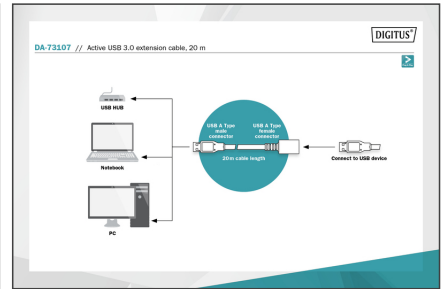 DIGITUS®
DA-73107 // Active USB 3.0 extension cable, 20 m
USB HUB
USB A Type
male
connector
USB A Type
female
connector
20m cable length
Notebook
Connect to USB device
PC